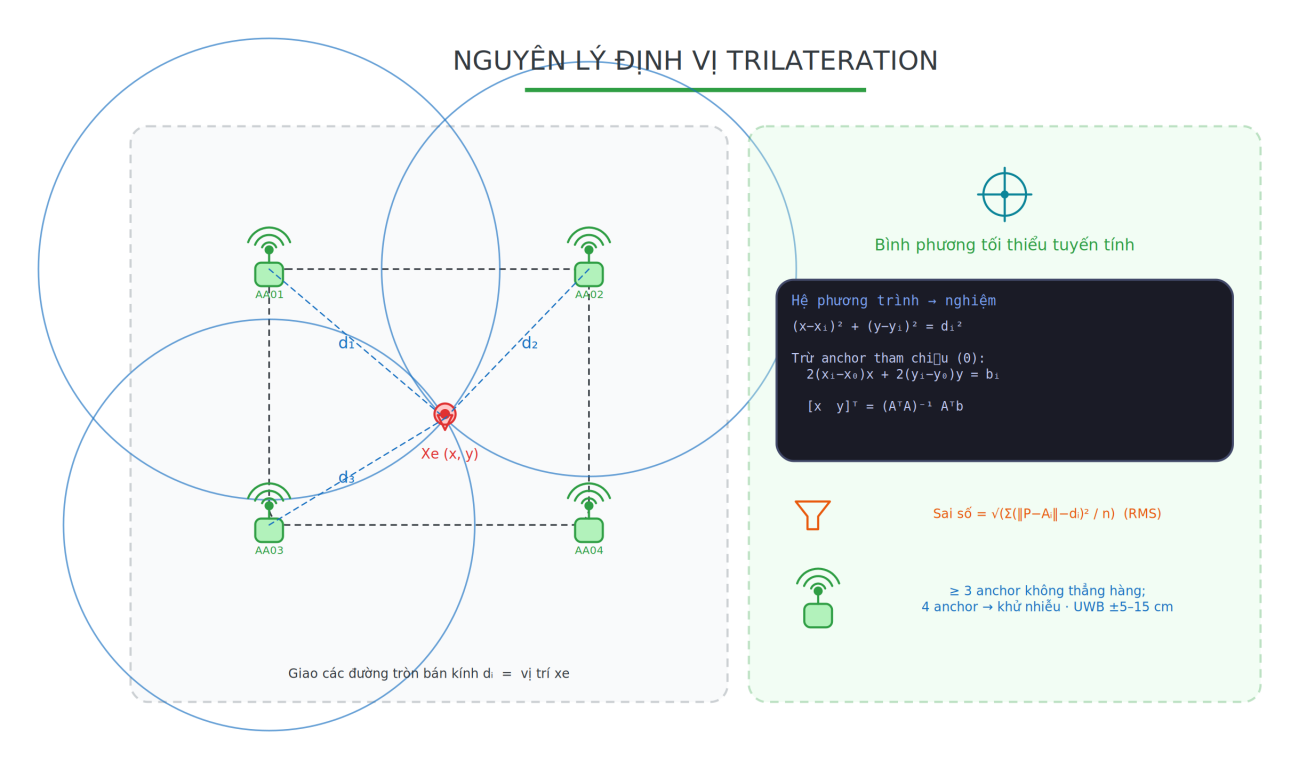 NGUYÊN LÝ ĐỊNH VỊ TRILATERATION
AA01
AA02
d₁
d₂
Xe (x, y)
d₃
AA03
AA04
Giao các đường tròn bán kính dᵢ = vị trí xe
Bình phương tối thiểu tuyến tính
Hệ phương trình → nghiệm
(x−xᵢ)² + (y−yᵢ)² = dᵢ²
Trừ anchor tham chi▯u (0):
2(xᵢ−x₀)x + 2(yᵢ−y₀)y = bᵢ
[x y]ᵀ = (AᵀA)⁻¹ Aᵀb
Sai số = √(Σ(‖P−Aᵢ‖−dᵢ)² / n) (RMS)
≥ 3 anchor không thẳng hàng;
4 anchor → khử nhiễu · UWB ±5–15 cm